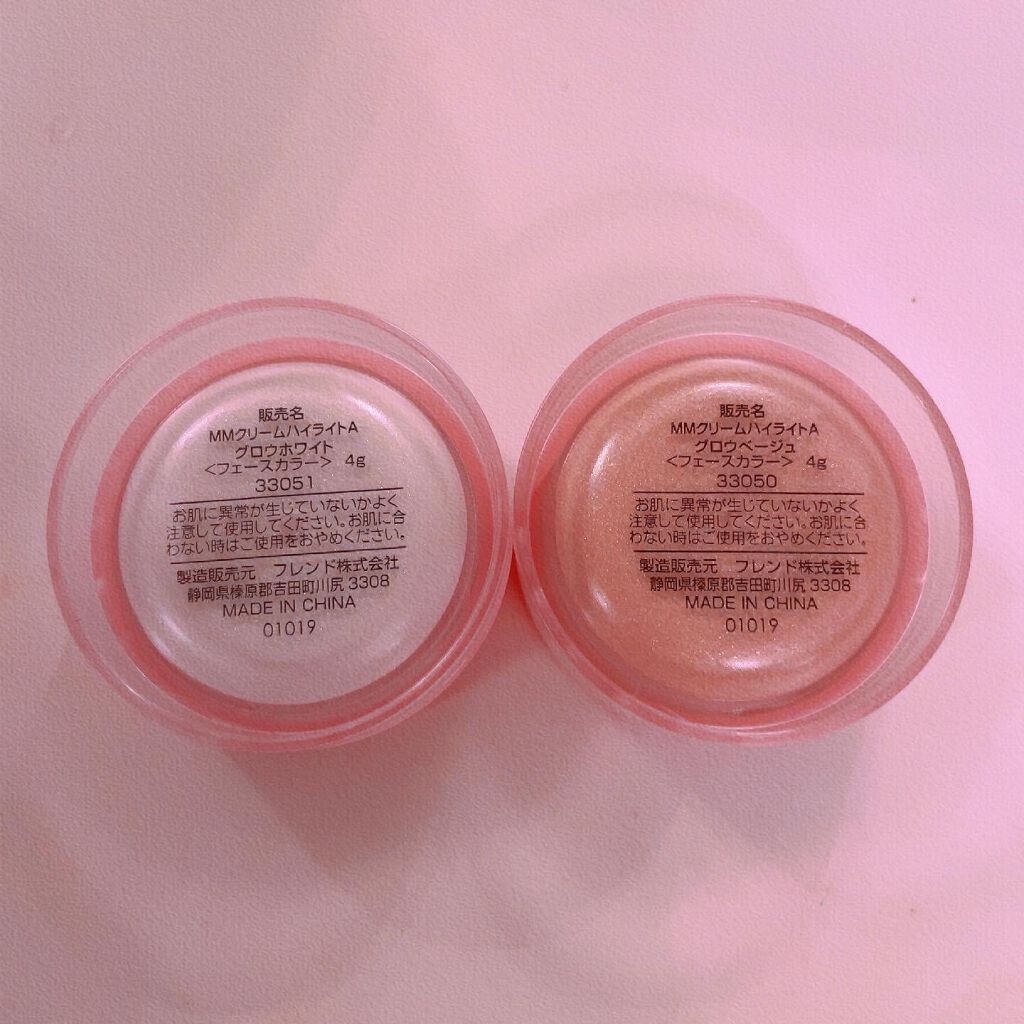 販売名
MMクリームハイライトA
グロウホワイト
<フェースカラー> 4g
33051
お肌に異常が生じていないかよく
注意して使用してください。お肌に合
わない時はご使用をおやめください。
製造販売元 フレンド株式会社
静岡県榛原郡吉田町川尻 3308
MADE IN CHINA
01019
販売名
MMクリームハイライトA
グロウベージュ
<フェースカラー> 4g
33050
お肌に異常が生じていないかよく
注意して使用してください。お肌に合
わない時はご使用をおやめください。
製造販売元 フレンド株式会社
静岡県榛原郡吉田町川尻 3308
MADE IN CHINA
01019